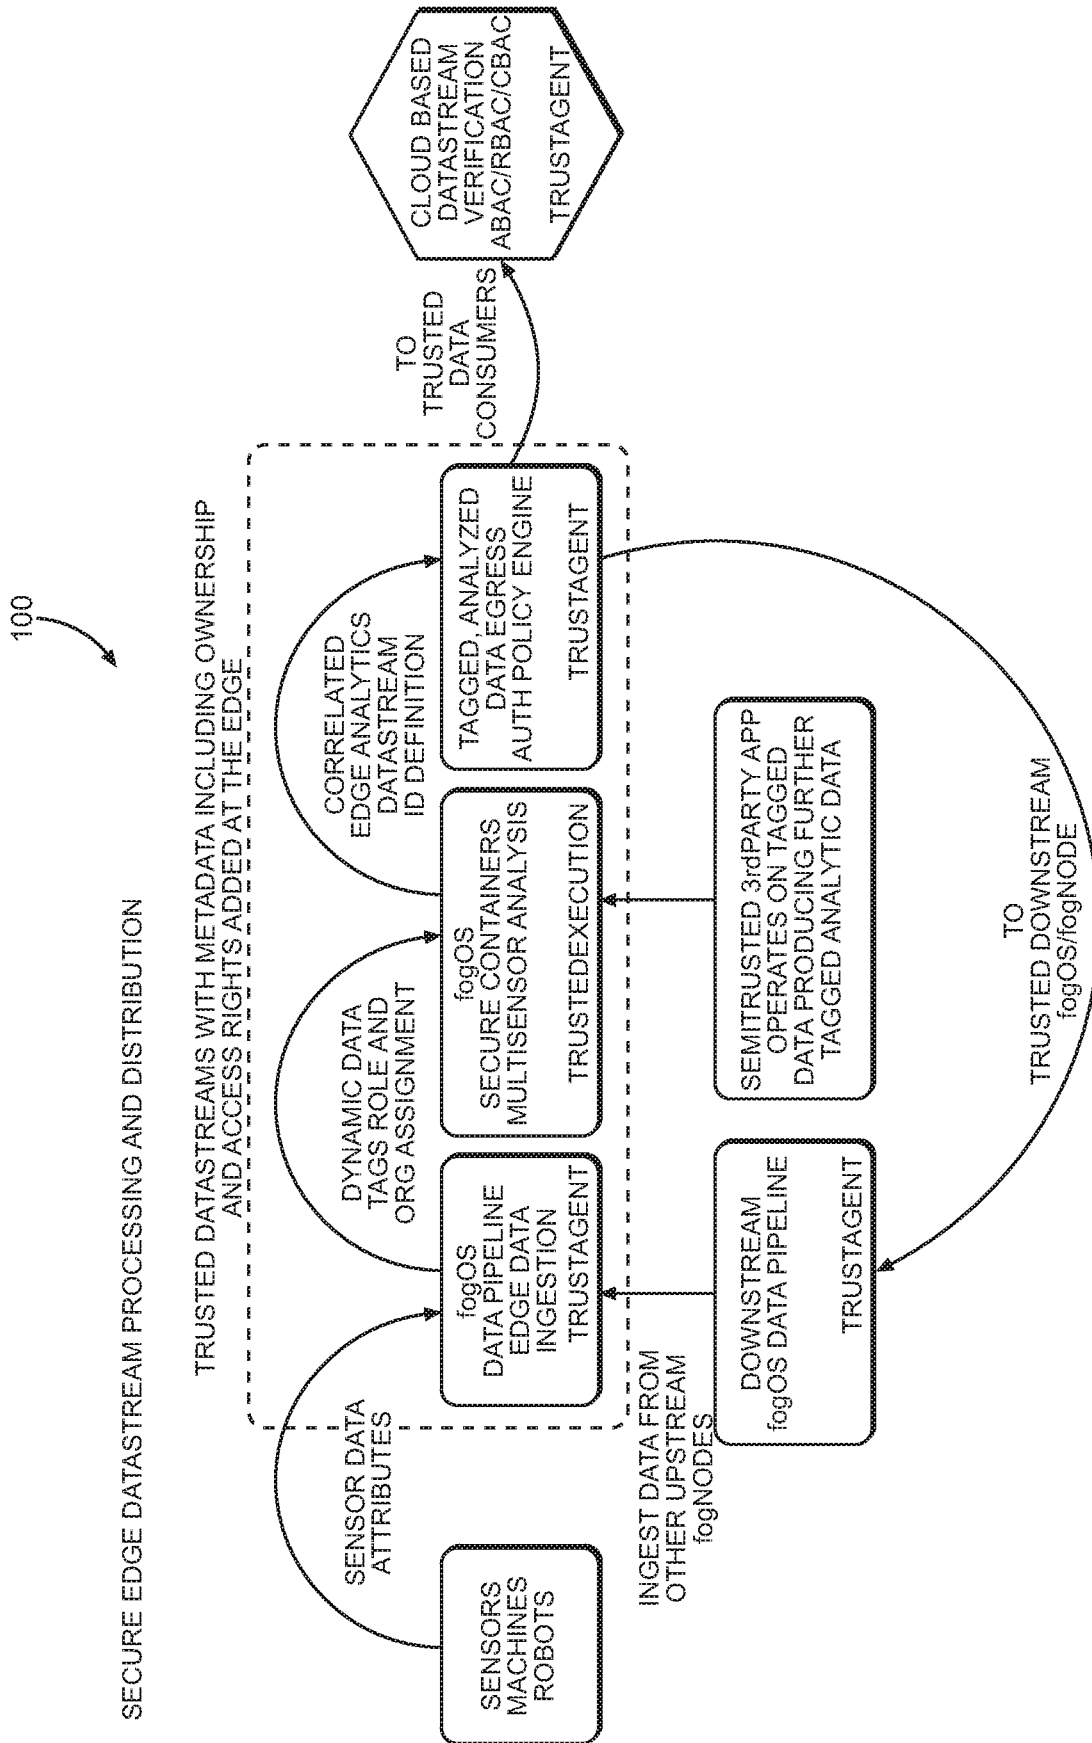 100
SECURE EDGE DATASTREAM PROCESSING AND DISTRIBUTION
TRUSTED DATASTREAMS WITH METADATA INCLUDING OWNERSHIP
AND ACCESS RIGHTS ADDED AT THE EDGE
SENSORS
MACHINES
ROBOTS
SENSOR DATA
ATTRIBUTES
fogOS
DATA PIPELINE
EDGE DATA
INGESTION
TRUSTAGENT
DYNAMIC DATA
TAGS ROLE AND
ORG ASSIGNMENT
fogOS
SECURE CONTAINERS
MULTISENSOR ANALYSIS
TRUSTEDEXECUTION
CORRELATED
EDGE ANALYTICS
DATASTREAM
ID DEFINITION
TAGGED, ANALYZED
DATA EGRESS
AUTH POLICY ENGINE
TRUSTAGENT
TO
TRUSTED
DATA
CONSUMERS
CLOUD BASED
DATASTREAM
VERIFICATION
ABAC/RBAC/CBAC
TRUSTAGENT
INGEST DATA FROM
OTHER UPSTREAM
fogNODES
DOWNSTREAM
fogOS DATA PIPELINE
TRUSTAGENT
SEMITRUSTED 3rdPARTY APP
OPERATES ON TAGGED
DATA PRODUCING FURTHER
TAGGED ANALYTIC DATA
TO
TRUSTED DOWNSTREAM
fogOS/fogNODE